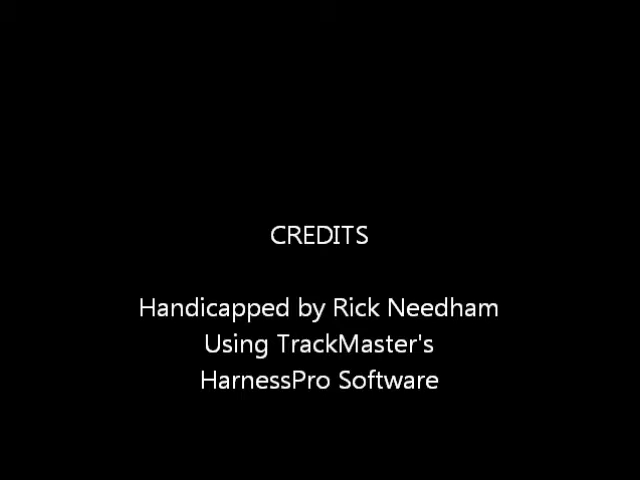 CREDITS
Handicapped by Rick Needham
Using TrackMaster's
HarnessPro Software